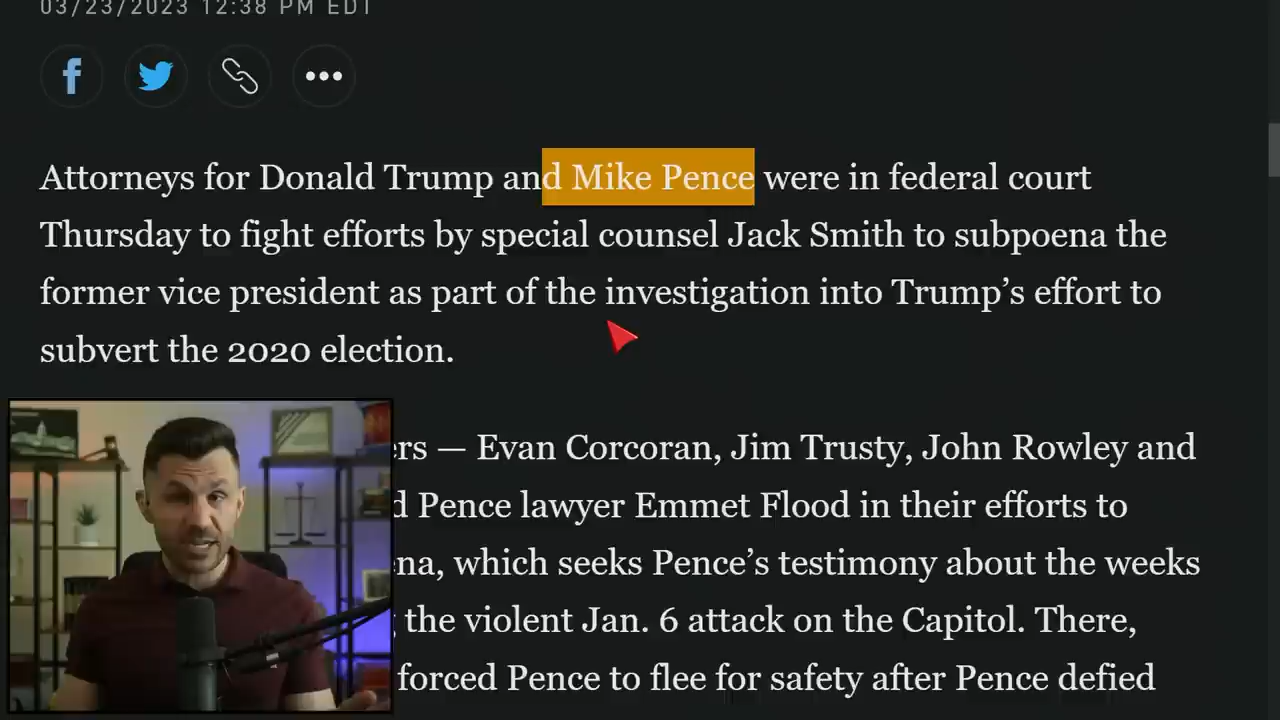 03/23/2023 12:38 PM EDT
Attorneys for Donald Trump and Mike Pence were in federal court
Thursday to fight efforts by special counsel Jack Smith to subpoena the
former vice president as part of the investigation into Trump’s effort to
subvert the 2020 election.
ers — Evan Corcoran, Jim Trusty, John Rowley and
d Pence lawyer Emmet Flood in their efforts to
ena, which seeks Pence’s testimony about the weeks
the violent Jan. 6 attack on the Capitol. There,
forced Pence to flee for safety after Pence defied